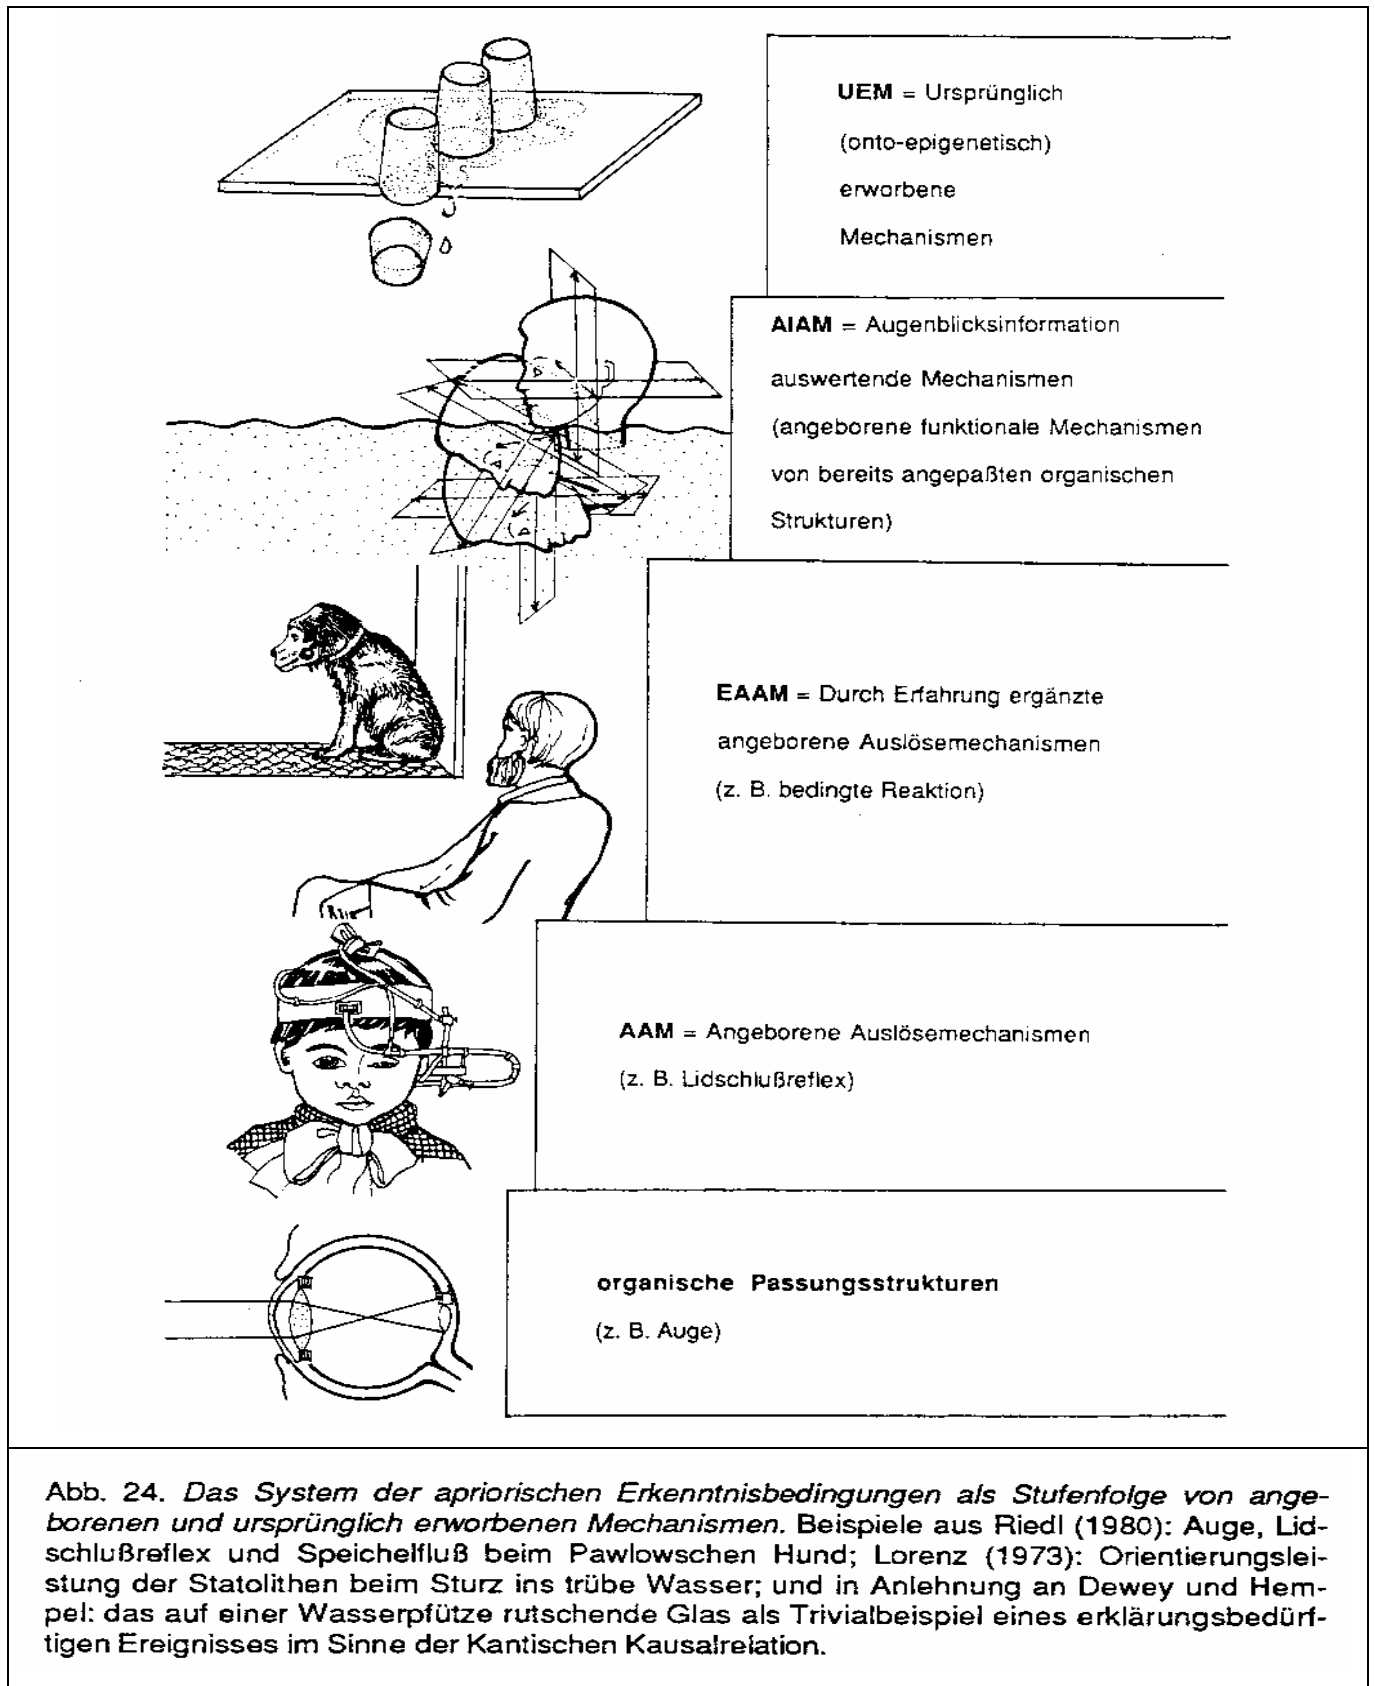 UEM = Ursprünglich
(onto-epigenetisch)
erworbene
Mechanismen
AIAM = Augenblicksinformation
auswertende Mechanismen
(angeborene funktionale Mechanismen
von bereits angepaßten organischen
Strukturen)
EAAM = Durch Erfahrung ergänzte
angeborene Auslösemechanismen
(z. B. bedingte Reaktion)
AAM = Angeborene Auslösemechanismen
(z. B. Lidschlußreflex)
organische Passungsstrukturen
(z. B. Auge)
Abb. 24. Das System der apriorischen Erkenntnisbedingungen als Stufenfolge von ange-
borenen und ursprünglich erworbenen Mechanismen. Beispiele aus Riedl (1980): Auge, Lid-
schlußreflex und Speichelfluß beim Pawlowschen Hund; Lorenz (1973): Orientierungslei-
stung der Statolithen beim Sturz ins trübe Wasser; und in Anlehnung an Dewey und Hem-
pel: das auf einer Wasserpfütze rutschende Glas als Trivialbeispiel eines erklärungsbedürf-
tigen Ereignisses im Sinne der Kantischen Kausalrelation.